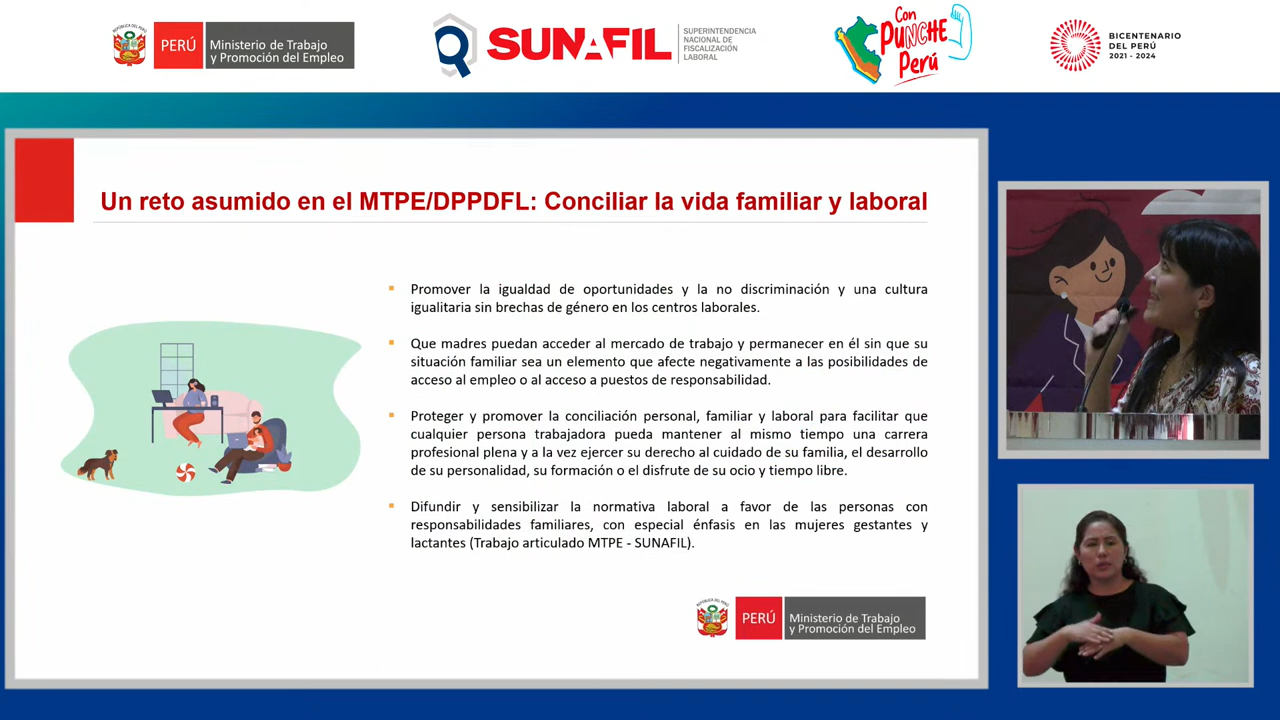 REPÚBLICA DEL PERÚ
PERÚ
Ministerio de Trabajo
y Promoción del Empleo
SUNAFIL
SUPERINTENDENCIA
NACIONAL DE
FISCALIZACIÓN
LABORAL
Con
PUNCHE
Perú
BICENTENARIO
DEL PERÚ
2021 - 2024
Un reto asumido en el MTPE/DPPDFL: Conciliar la vida familiar y laboral
Promover la igualdad de oportunidades y la no discriminación y una cultura
igualitaria sin brechas de género en los centros laborales.
Que madres puedan acceder al mercado de trabajo y permanecer en él sin que su
situación familiar sea un elemento que afecte negativamente a las posibilidades de
acceso al empleo o al acceso a puestos de responsabilidad.
Proteger y promover la conciliación personal, familiar y laboral para facilitar que
cualquier persona trabajadora pueda mantener al mismo tiempo una carrera
profesional plena y a la vez ejercer su derecho al cuidado de su familia, el desarrollo
de su personalidad, su formación o el disfrute de su ocio y tiempo libre.
Difundir y sensibilizar la normativa laboral a favor de las personas con
responsabilidades familiares, con especial énfasis en las mujeres gestantes y
lactantes (Trabajo articulado MTPE - SUNAFIL).
REPÚBLICA DEL PERÚ
PERÚ
Ministerio de Trabajo
y Promoción del Empleo